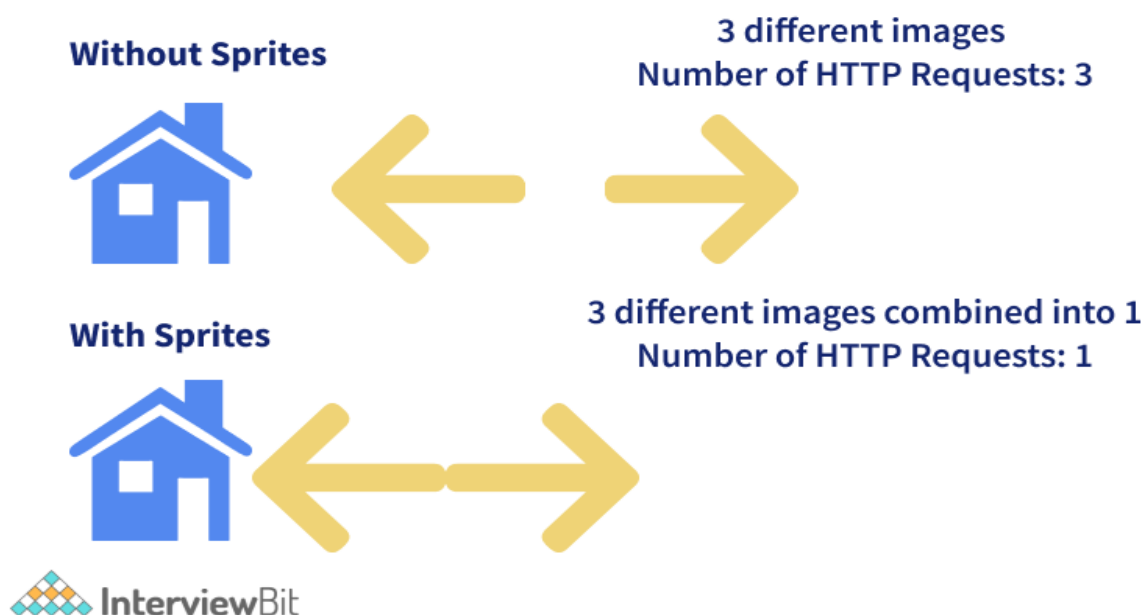 Without Sprites
3 different images
Number of HTTP Requests: 3
With Sprites
3 different images combined into 1
Number of HTTP Requests: 1
InterviewBit